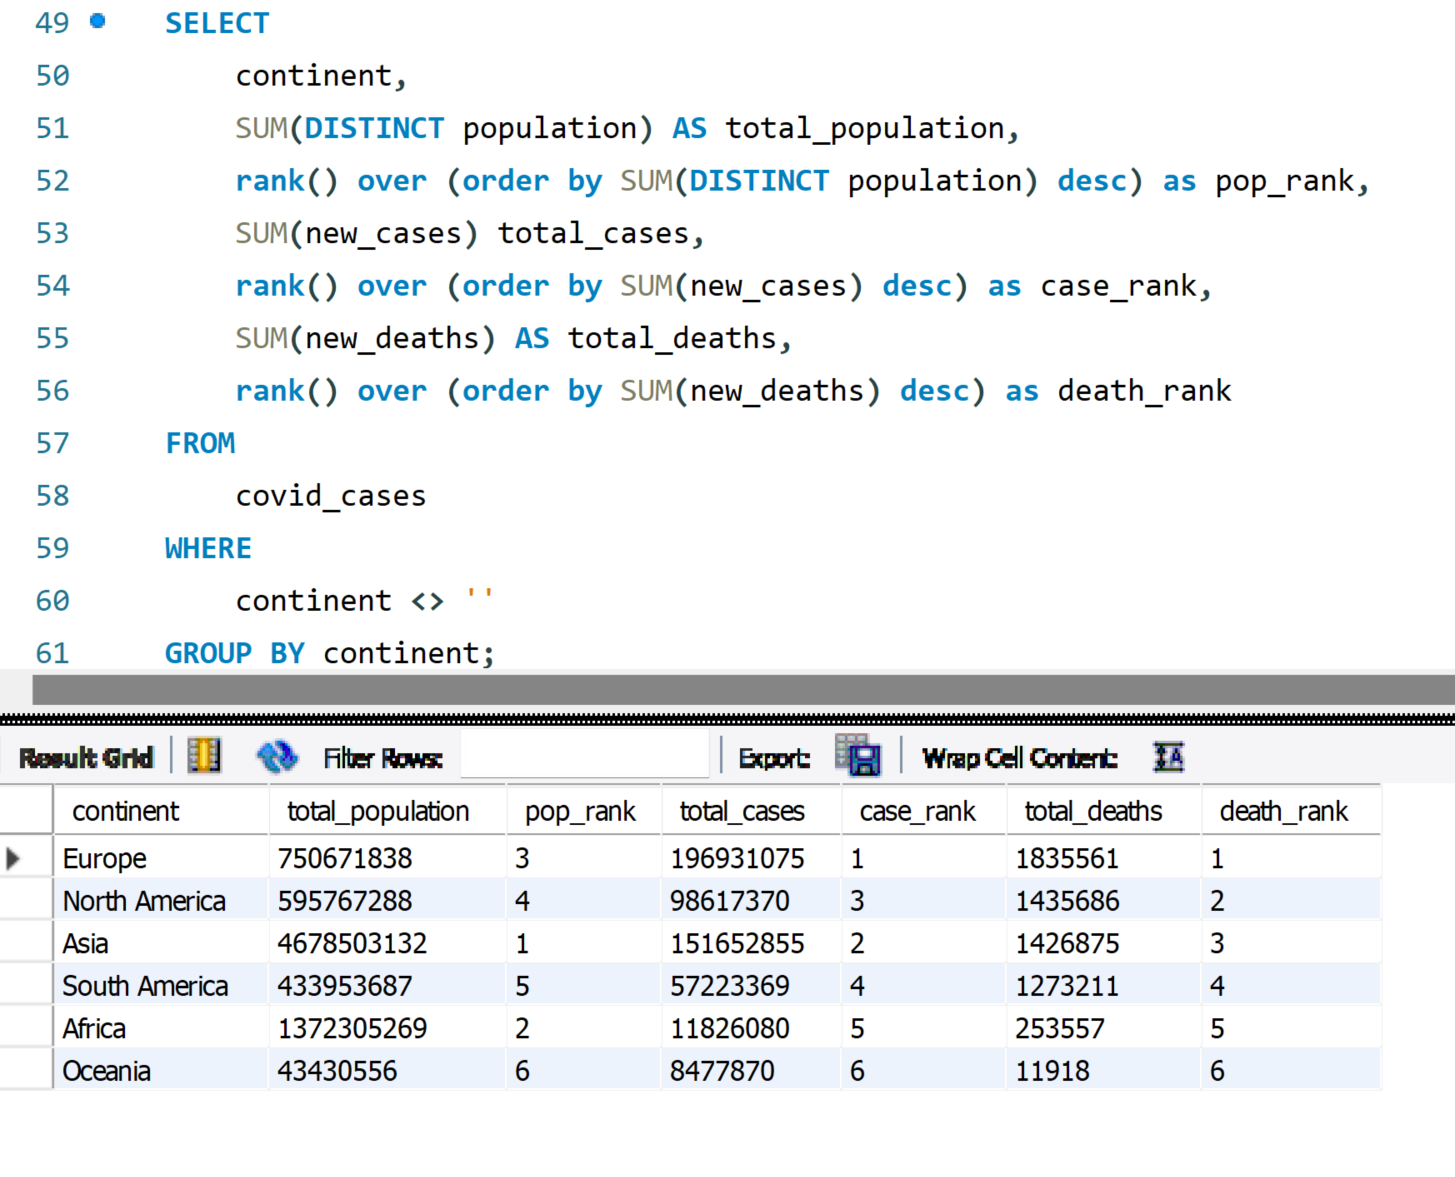 49 SELECT
50 continent,
51 SUM(DISTINCT population) AS total_population,
52 rank() over (order by SUM(DISTINCT population) desc) as pop_rank,
53 SUM(new_cases) total_cases,
54 rank() over (order by SUM(new_cases) desc) as case_rank,
55 SUM(new_deaths) AS total_deaths,
56 rank() over (order by SUM(new_deaths) desc) as death_rank
57 FROM
58 covid_cases
59 WHERE
60 continent <> ''
61 GROUP BY continent;
Result Grid Filter Rows: Export: Wrap Cell Content: A
continent total_population pop_rank total_cases case_rank total_deaths death_rank
Europe 750671838 3 196931075 1 1835561 1
North America 595767288 4 98617370 3 1435686 2
Asia 4678503132 1 151652855 2 1426875 3
South America 433953687 5 57223369 4 1273211 4
Africa 1372305269 2 11826080 5 253557 5
Oceania 43430556 6 8477870 6 11918 6